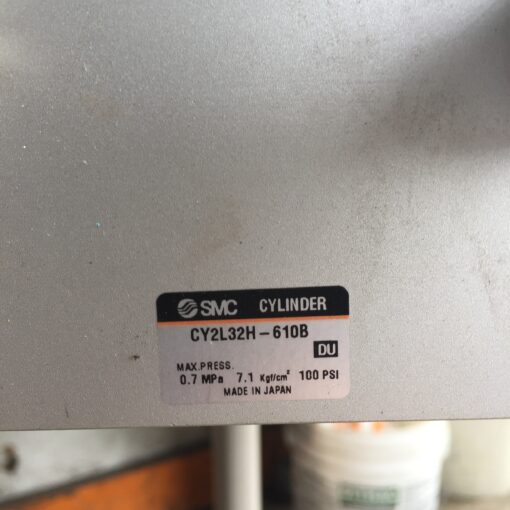 SMC CYLINDER
CY2L32H-610B
DU
MAX.PRESS.
0.7 MPa 7.1 Kgf/cm² 100 PSI
MADE IN JAPAN